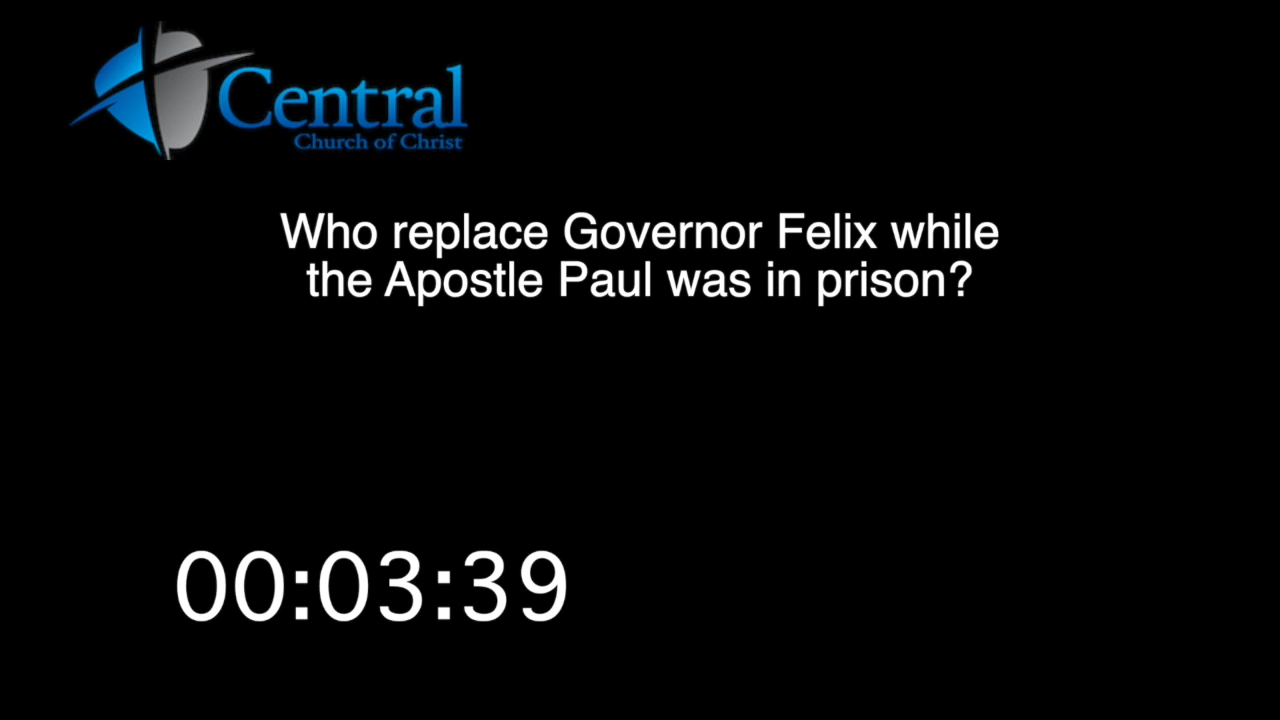 Central
Church of Christ
Who replace Governor Felix while
the Apostle Paul was in prison?
00:03:39